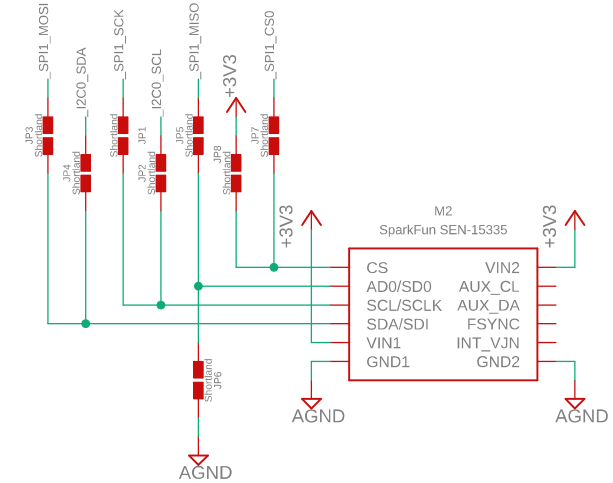 _SPI1_MOSI
_I2C0_SDA
_SPI1_SCK
_I2C0_SCL
_SPI1_MISO
+3V3
_SPI1_CS0
JP3
Shortland
JP4
Shortland
Shortland
JP1
JP2
Shortland
JP5
Shortland
JP8
Shortland
JP7
Shortland
+3V3
M2
SparkFun SEN-15335
+3V3
CS
VIN2
AD0/SD0
AUX_CL
SCL/SCLK
AUX_DA
SDA/SDI
FSYNC
VIN1
INT_VJN
GND1
GND2
Shortland
JP6
AGND
AGND
AGND